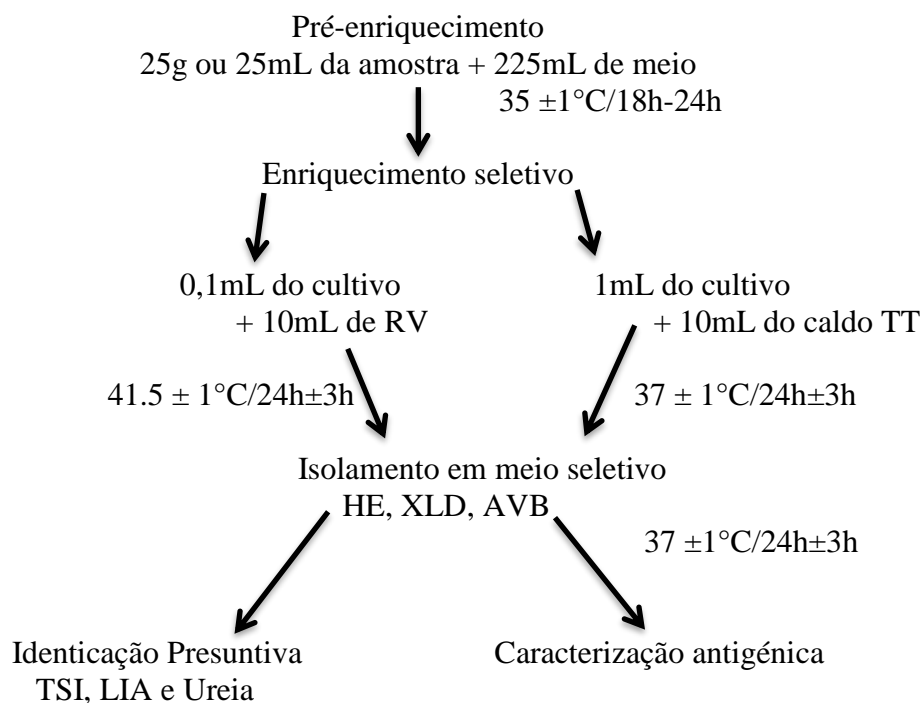 Pré-enriquecimento
25g ou 25mL da amostra + 225mL de meio
35 ±1°C/18h-24h
Enriquecimento seletivo
0,1mL do cultivo
+ 10mL de RV
1mL do cultivo
+ 10mL do caldo TT
41.5 ± 1°C/24h±3h
37 ± 1°C/24h±3h
Isolamento em meio seletivo
HE, XLD, AVB
37 ±1°C/24h±3h
Identicação Presuntiva
TSI, LIA e Ureia
Caracterização antigénica